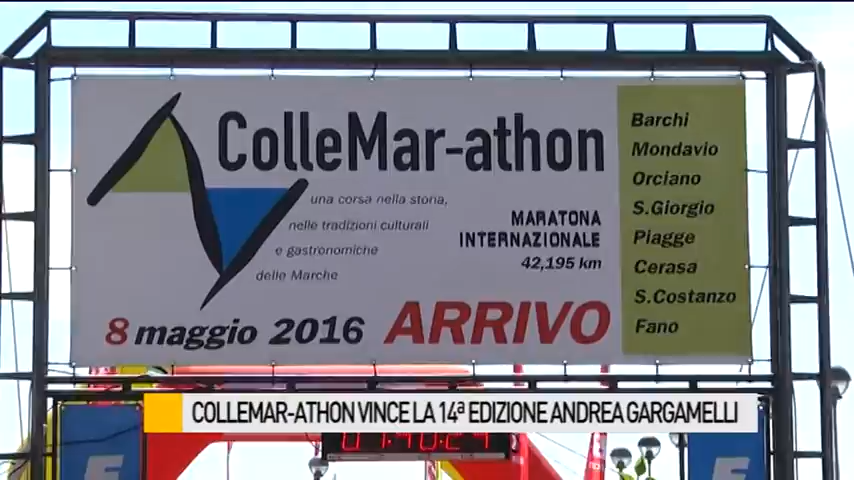 ColleMar-athon
una corsa nella storia,
nelle tradizioni culturali
e gastronomiche
delle Marche
MARATONA
INTERNAZIONALE
42,195 km
8 maggio 2016
ARRIVO
Barchi
Mondavio
Orciano
S.Giorgio
Piagge
Cerasa
S.Costanzo
Fano
COLLEMAR-ATHON VINCE LA 14ª EDIZIONE ANDREA GARGAMELLI